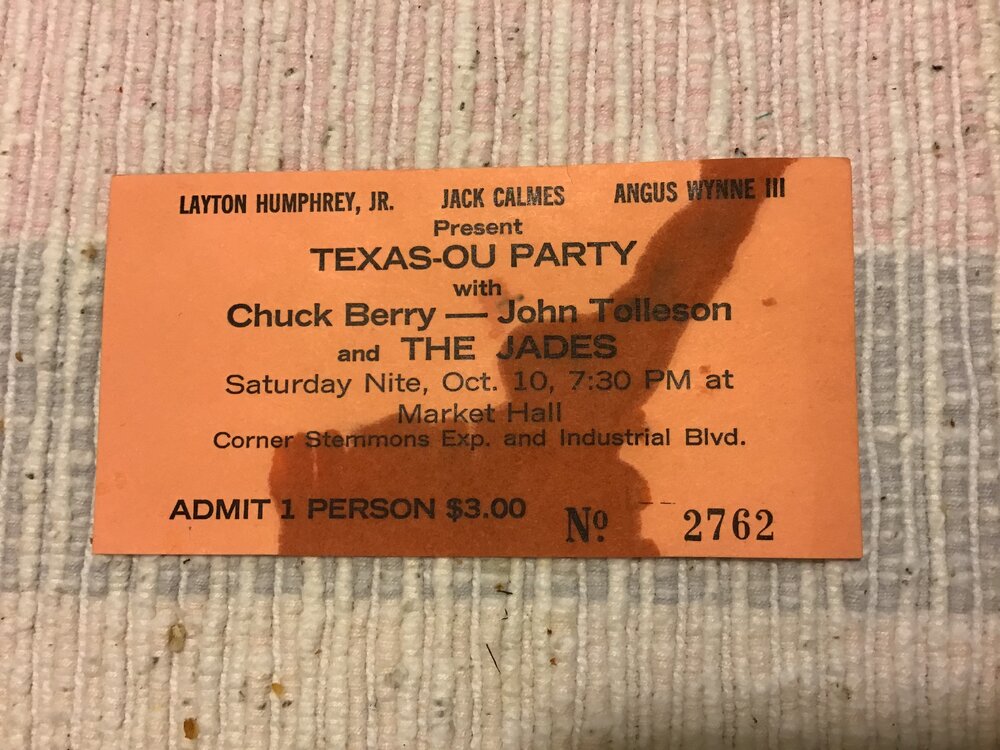 LAYTON HUMPHREY, JR. JACK CALMES ANGUS WYNNE III
Present
TEXAS-OU PARTY
with
Chuck Berry — John Tolleson
and THE JADES
Saturday Nite, Oct. 10, 7:30 PM at
Market Hall
Corner Stemmons Exp. and Industrial Blvd.
ADMIT 1 PERSON $3.00 Nº 2762